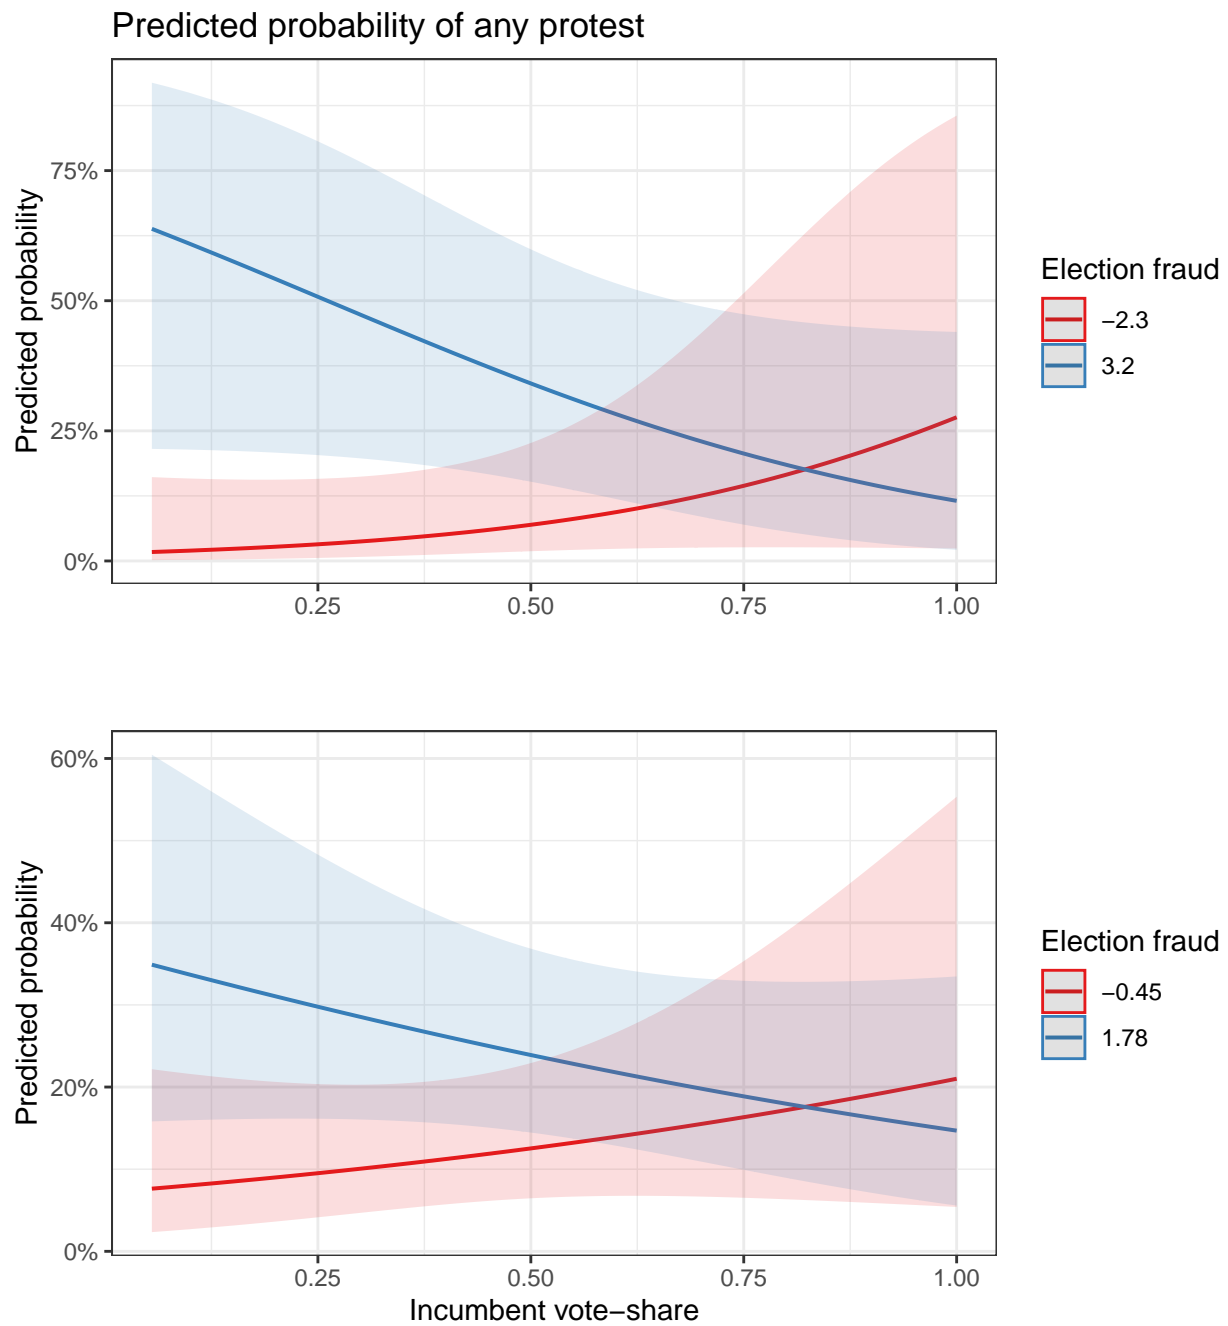 Predicted probability of any protest
Predicted probability
75%
50%
25%
0%
0.25 0.50 0.75 1.00
Election fraud
−2.3
3.2
Predicted probability
60%
40%
20%
0%
0.25 0.50 0.75 1.00
Incumbent vote−share
Election fraud
−0.45
1.78